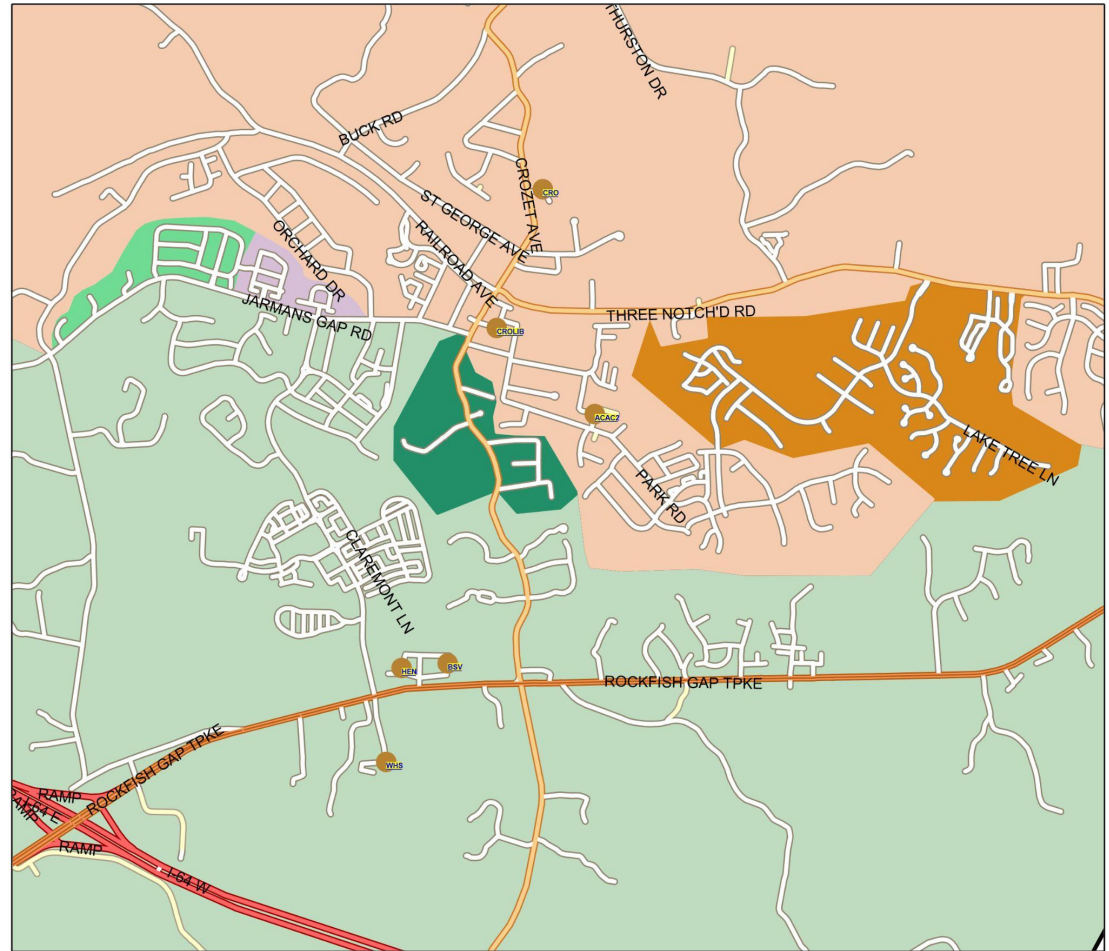 THURSTON DR
BUCK RD
CROZET AVE
CRO
ST GEORGE AVE
ORCHARD DR
RAILROAD AVE
JARMANS GAP RD
THREE NOTCH'D RD
CROLIB
ACAC2
LAKE TREE LN
PARK RD
CLAREMONT LN
HEN
BSV
ROCKFISH GAP TPKE
WHS
ROCKFISH GAP TPKE
RAMP
RAMP
I-64 E
RAMP
I-64 W